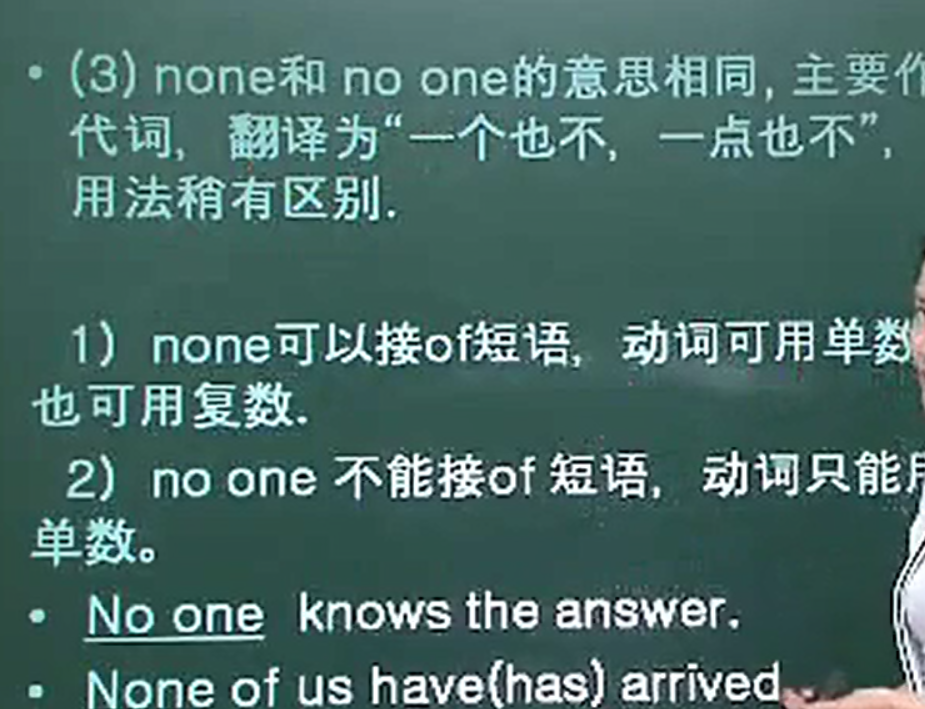 • (3) none和 no one的意思相同, 主要作
代词, 翻译为“一个也不, 一点也不”,
用法稍有区别.
1) none可以接of短语, 动词可用单数
也可用复数.
2) no one 不能接of 短语, 动词只能用
单数。
• No one knows the answer.
• None of us have(has) arrived